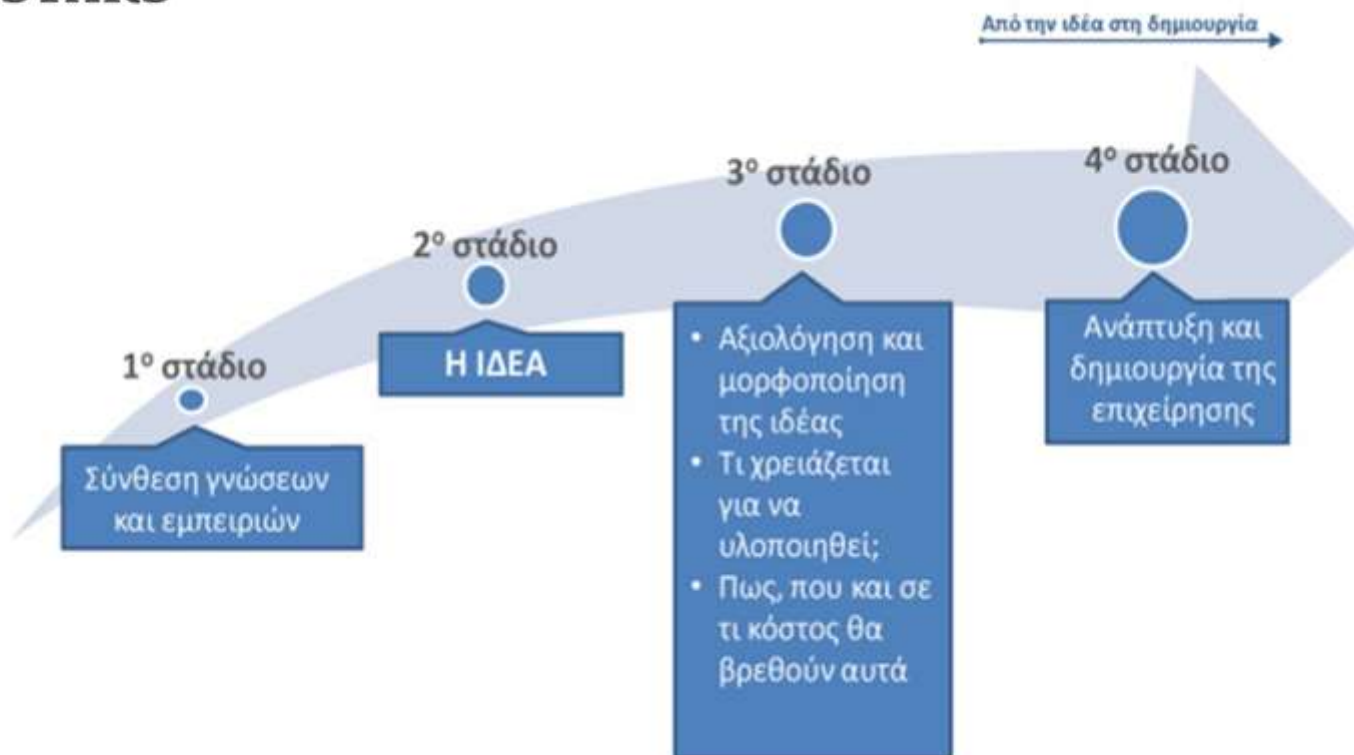 Από την ιδέα στη δημιουργία
1ο στάδιο
Σύνθεση γνώσεων
και εμπειριών
2ο στάδιο
Η ΙΔΕΑ
3ο στάδιο
• Αξιολόγηση και
μορφοποίηση
της ιδέας
• Τι χρειάζεται
για να
υλοποιηθεί;
• Πως, που και σε
τι κόστος θα
βρεθούν αυτά
4ο στάδιο
Ανάπτυξη και
δημιουργία της
επιχείρησης